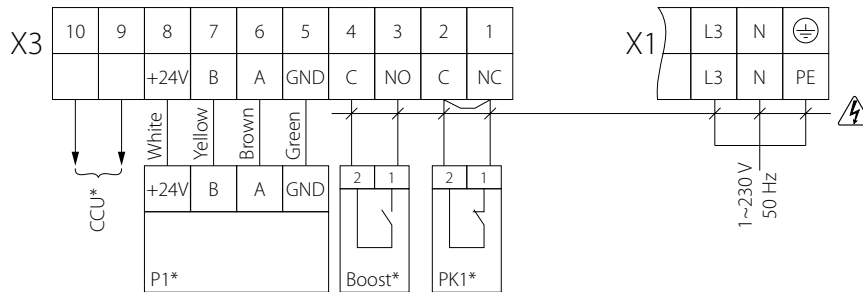 X3
10 9 8 7 6 5 4 3 2 1
+24V B A GND C NO C NC
X1
L3 N
L3 N PE
White
Yellow
Brown
Green
CCU*
+24V B A GND
P1*
2 1
Boost*
2 1
PK1*
1~230 V
50 Hz